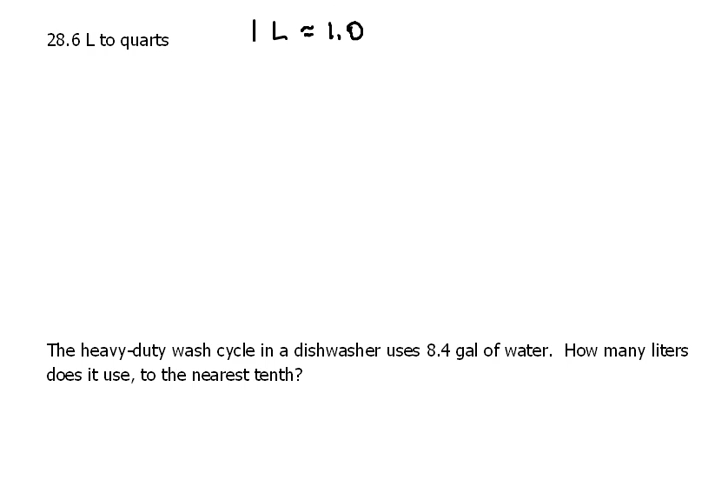 28.6 L to quarts 1 L ≈ 1.0
The heavy-duty wash cycle in a dishwasher uses 8.4 gal of water. How many liters
does it use, to the nearest tenth?